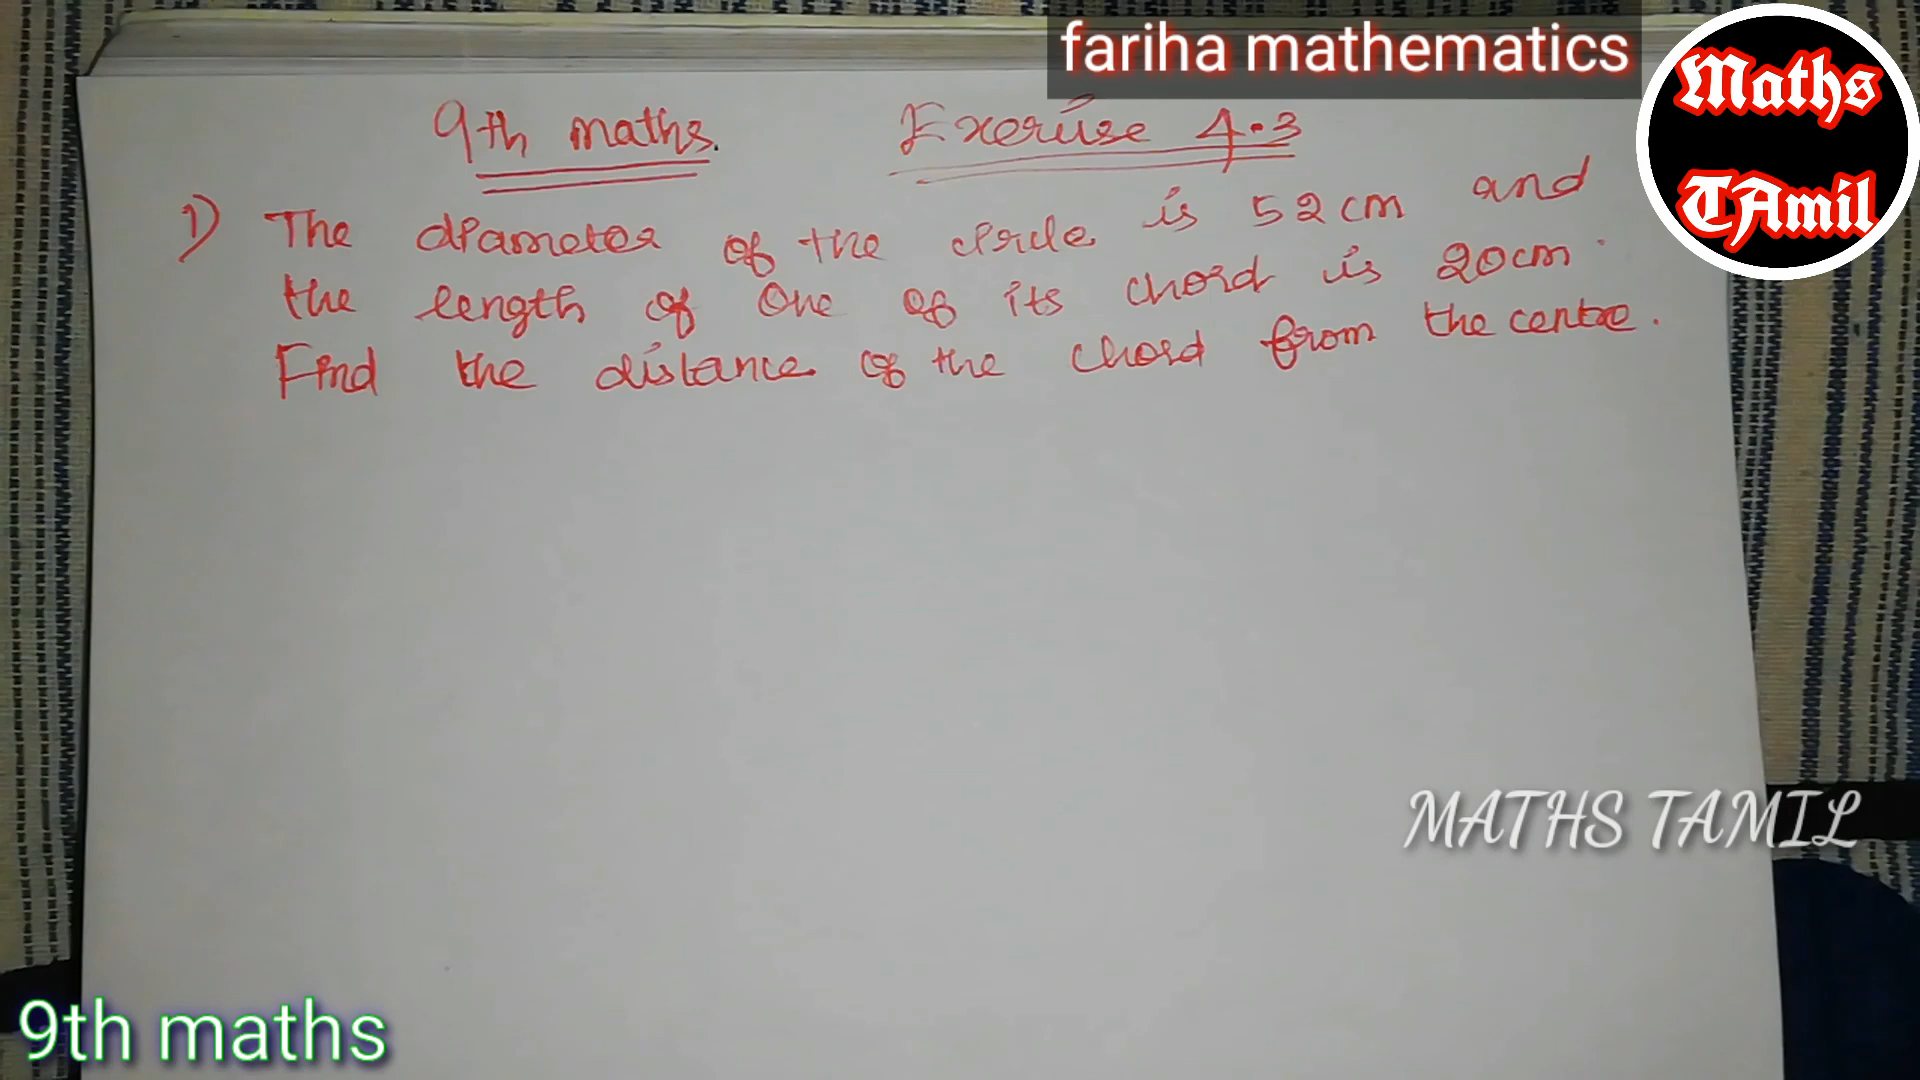 fariha mathematics
Maths
TAmil
9th maths.
Exercise 4.3
1) The diameter of the circle is 52cm and
the length of one of its chord is 20cm.
Find the distance of the chord from the centre.
MATHS TAMIL
9th maths